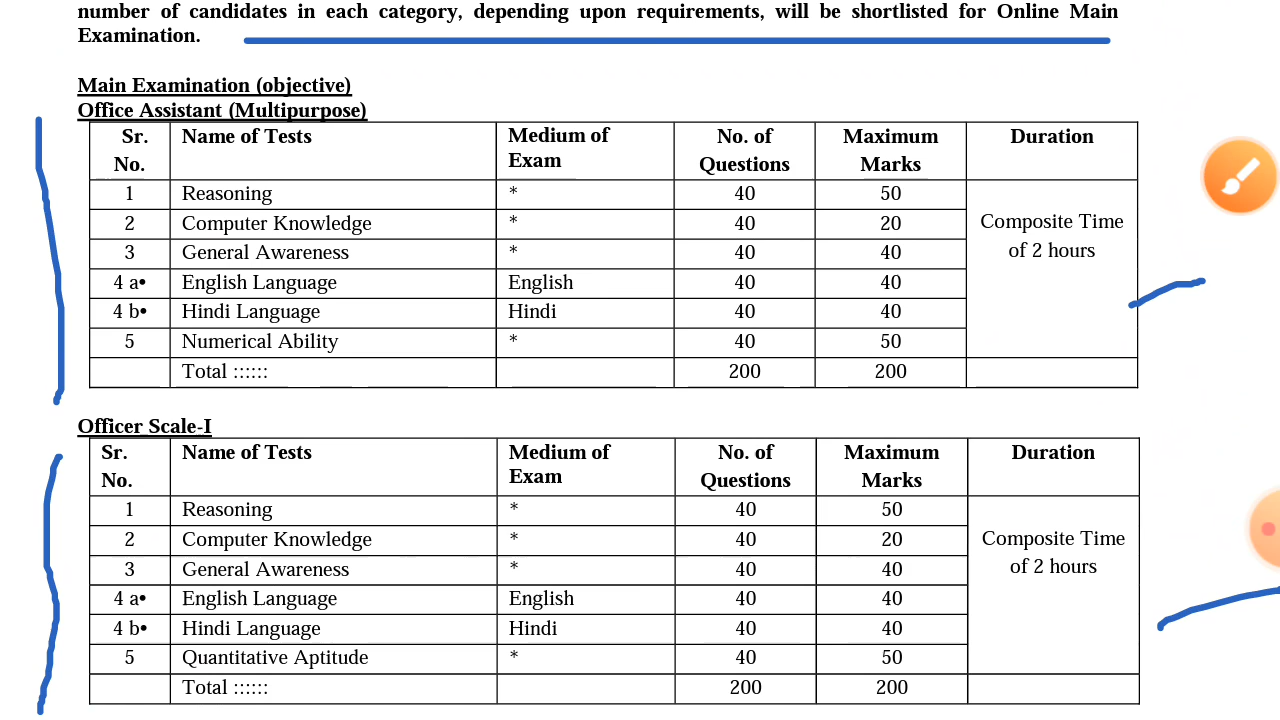 number of candidates in each category, depending upon requirements, will be shortlisted for Online Main
Examination.
Main Examination (objective)
Office Assistant (Multipurpose)
Sr. No. Name of Tests Medium of Exam No. of Questions Maximum Marks Duration
1 Reasoning * 40 50 Composite Time of 2 hours
2 Computer Knowledge * 40 20
3 General Awareness * 40 40
4 a• English Language English 40 40
4 b• Hindi Language Hindi 40 40
5 Numerical Ability * 40 50
Total :::::: 200 200
Officer Scale-I
Sr. No. Name of Tests Medium of Exam No. of Questions Maximum Marks Duration
1 Reasoning * 40 50 Composite Time of 2 hours
2 Computer Knowledge * 40 20
3 General Awareness * 40 40
4 a• English Language English 40 40
4 b• Hindi Language Hindi 40 40
5 Quantitative Aptitude * 40 50
Total :::::: 200 200